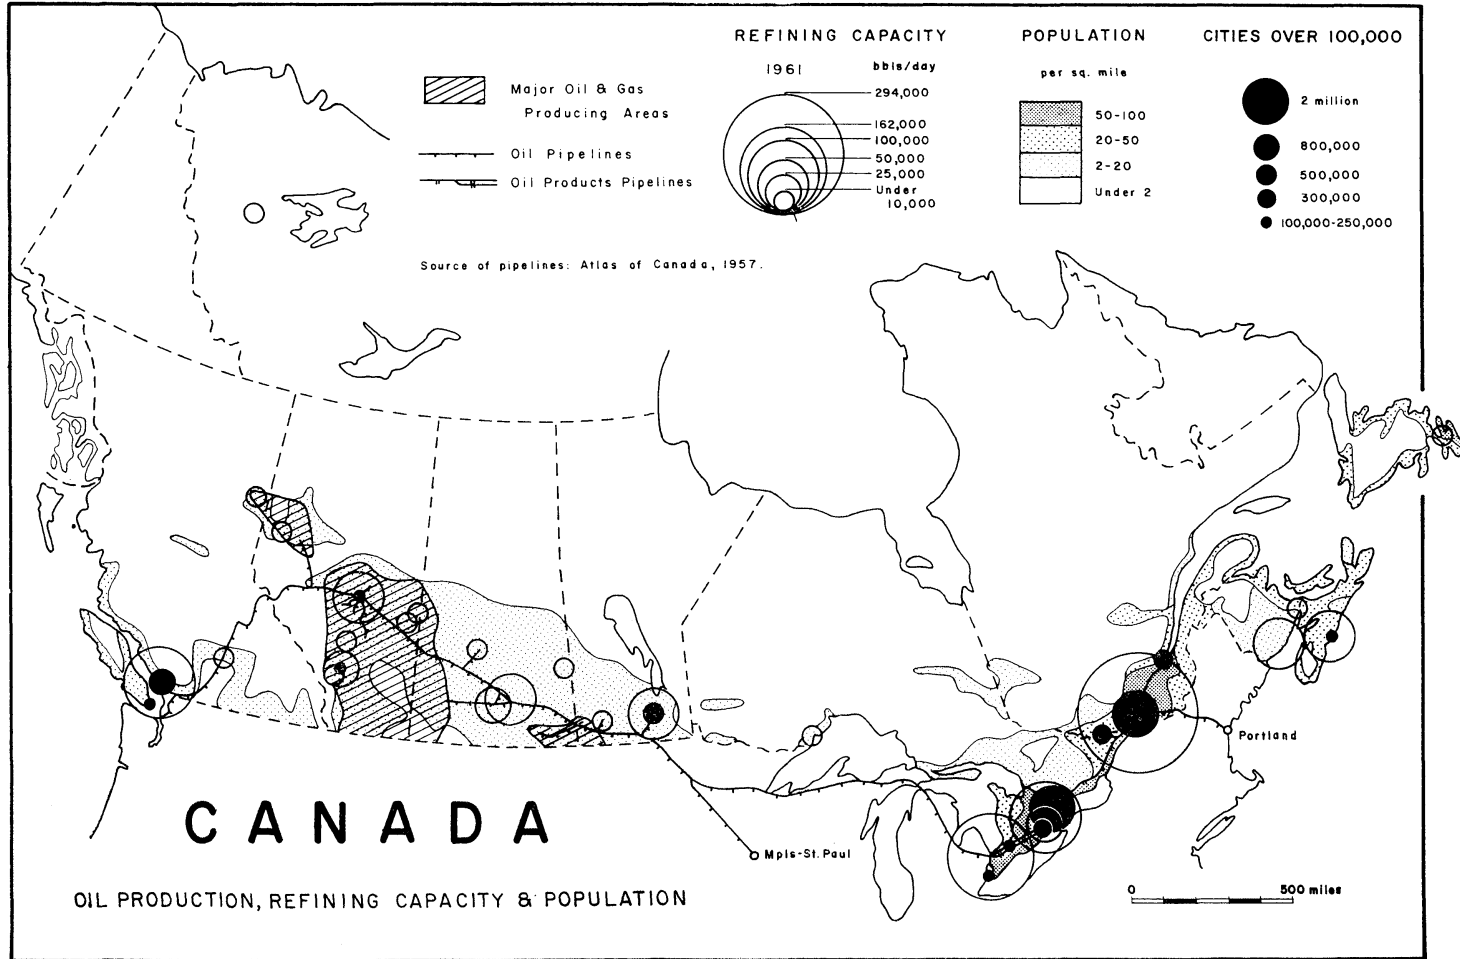 REFINING CAPACITY
1961
bbls/day
294,000
162,000
100,000
50,000
25,000
Under
10,000
POPULATION
per sq. mile
50-100
20-50
2-20
Under 2
CITIES OVER 100,000
2 million
800,000
500,000
300,000
100,000-250,000
Major Oil & Gas
Producing Areas
Oil Pipelines
Oil Products Pipelines
Source of pipelines: Atlas of Canada, 1957.
Portland
Mpls-St. Paul
CANADA
OIL PRODUCTION, REFINING CAPACITY & POPULATION
0 500 miles